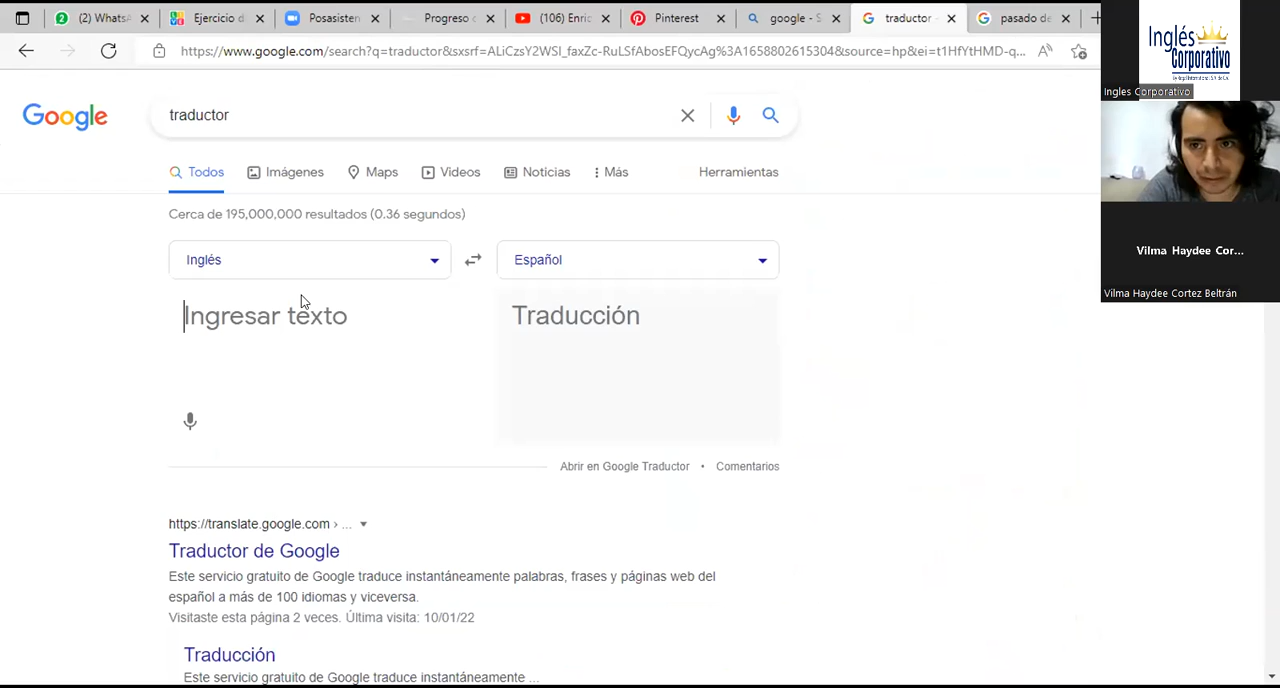 (2) WhatsA
Ejercicio d
Posasisten
Progreso
(106) Enric
Pinterest
google - S
traductor -
pasado de
https://www.google.com/search?q=traductor&sxsrf=ALiCzsY2WSI_faxZc-RuLSfAbosEFQycAg%3A1658802615304&source=hp&ei=t1HfYtHMD-q...
Google
traductor
Todos
Imágenes
Maps
Videos
Noticias
Más
Herramientas
Cerca de 195,000,000 resultados (0.36 segundos)
Inglés
Español
Ingresar texto
Traducción
Abrir en Google Traductor • Comentarios
https://translate.google.com › ...
Traductor de Google
Este servicio gratuito de Google traduce instantáneamente palabras, frases y páginas web del
español a más de 100 idiomas y viceversa.
Visitaste esta página 2 veces. Última visita: 10/01/22
Traducción
Este servicio gratuito de Google traduce instantáneamente ...
Inglés
Corporativo
Ingles Corporativo
Vilma Haydee Cor...
Vilma Haydee Cortez Beltrán